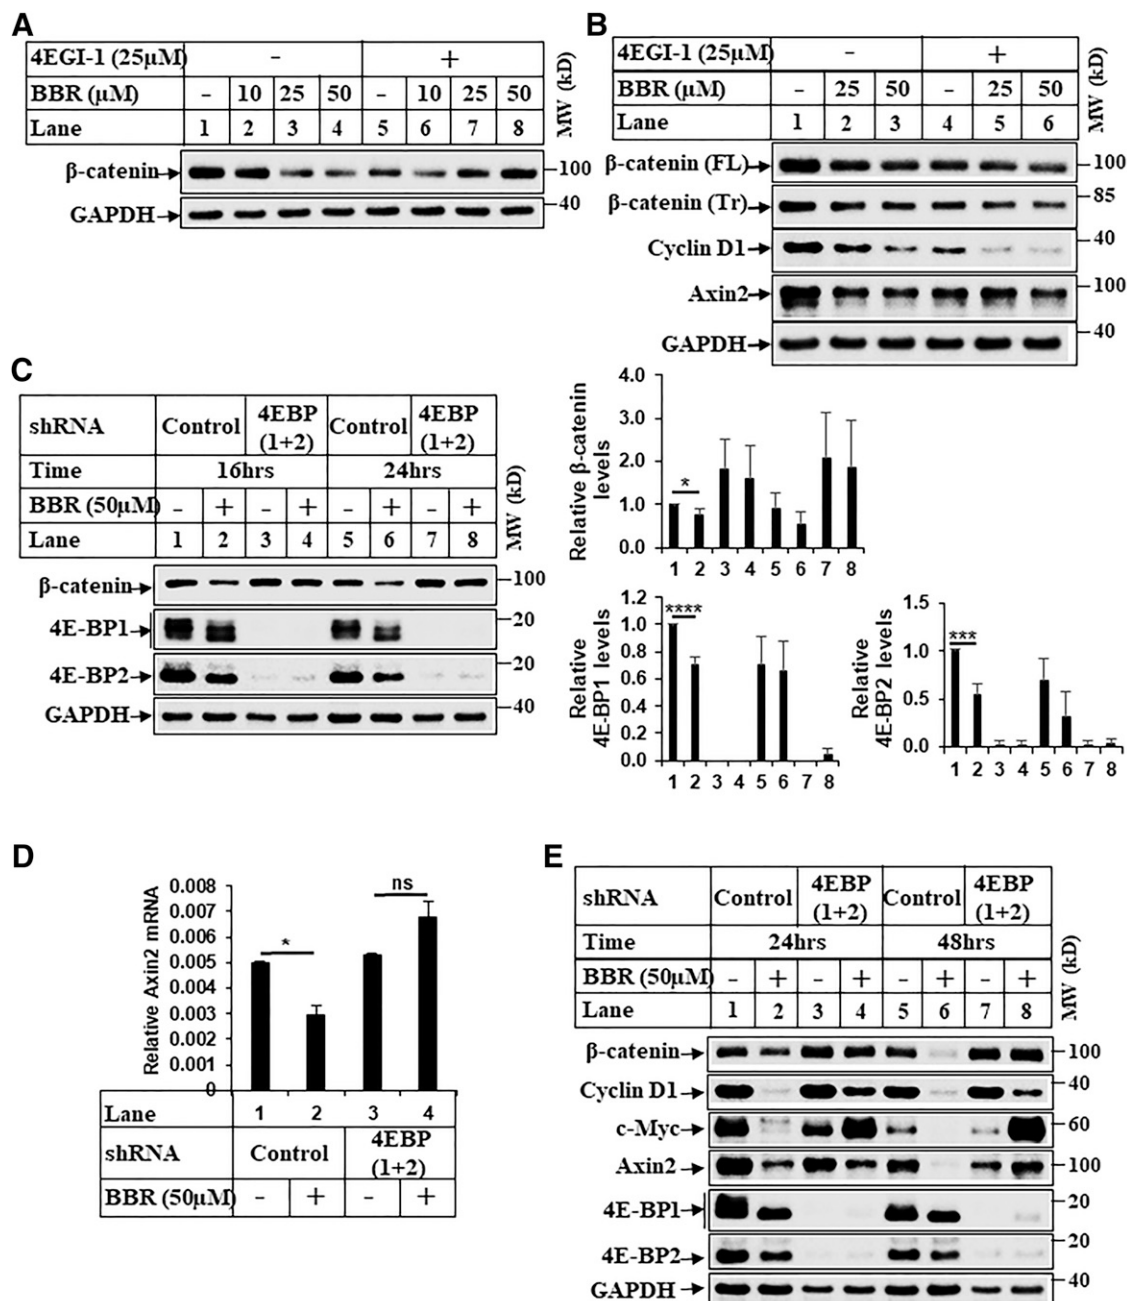 A
4EGI-1 (25µM) - +
BBR (µM) - 10 25 50 - 10 25 50
Lane 1 2 3 4 5 6 7 8
MW (kD)
β-catenin 100
GAPDH 40
B
4EGI-1 (25µM) - +
BBR (µM) - 25 50 - 25 50
Lane 1 2 3 4 5 6
MW (kD)
β-catenin (FL) 100
β-catenin (Tr) 85
Cyclin D1 40
Axin2 100
GAPDH 40
C
shRNA Control 4EBP (1+2) Control 4EBP (1+2)
Time 16hrs 24hrs
BBR (50µM) - + - + - + - +
Lane 1 2 3 4 5 6 7 8
MW (kD)
β-catenin 100
4E-BP1 20
4E-BP2 20
GAPDH 40
Relative β-catenin levels
4.0
3.0
2.0
1.0
0.0
*
1 2 3 4 5 6 7 8
Relative 4E-BP1 levels
1.2
1.0
0.8
0.6
0.4
0.2
0.0
****
1 2 3 4 5 6 7 8
Relative 4E-BP2 levels
1.5
1.0
0.5
0.0
***
1 2 3 4 5 6 7 8
D
Relative Axin2 mRNA
0.008
0.007
0.006
0.005
0.004
0.003
0.002
0.001
0
* ns
Lane 1 2 3 4
shRNA Control 4EBP (1+2)
BBR (50µM) - + - +
E
shRNA Control 4EBP (1+2) Control 4EBP (1+2)
Time 24hrs 48hrs
BBR (50µM) - + - + - + - +
Lane 1 2 3 4 5 6 7 8
MW (kD)
β-catenin 100
Cyclin D1 40
c-Myc 60
Axin2 100
4E-BP1 20
4E-BP2 20
GAPDH 40